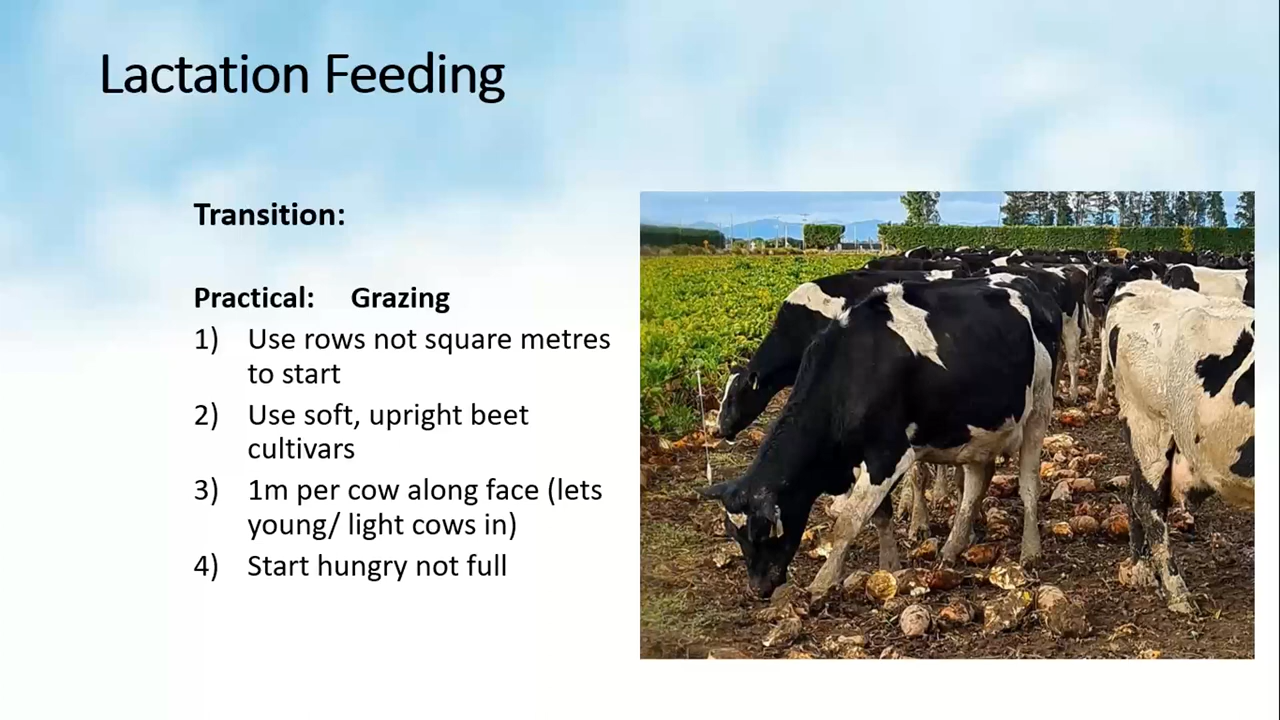 Lactation Feeding
Transition:
Practical: Grazing
1) Use rows not square metres
to start
2) Use soft, upright beet
cultivars
3) 1m per cow along face (lets
young/ light cows in)
4) Start hungry not full